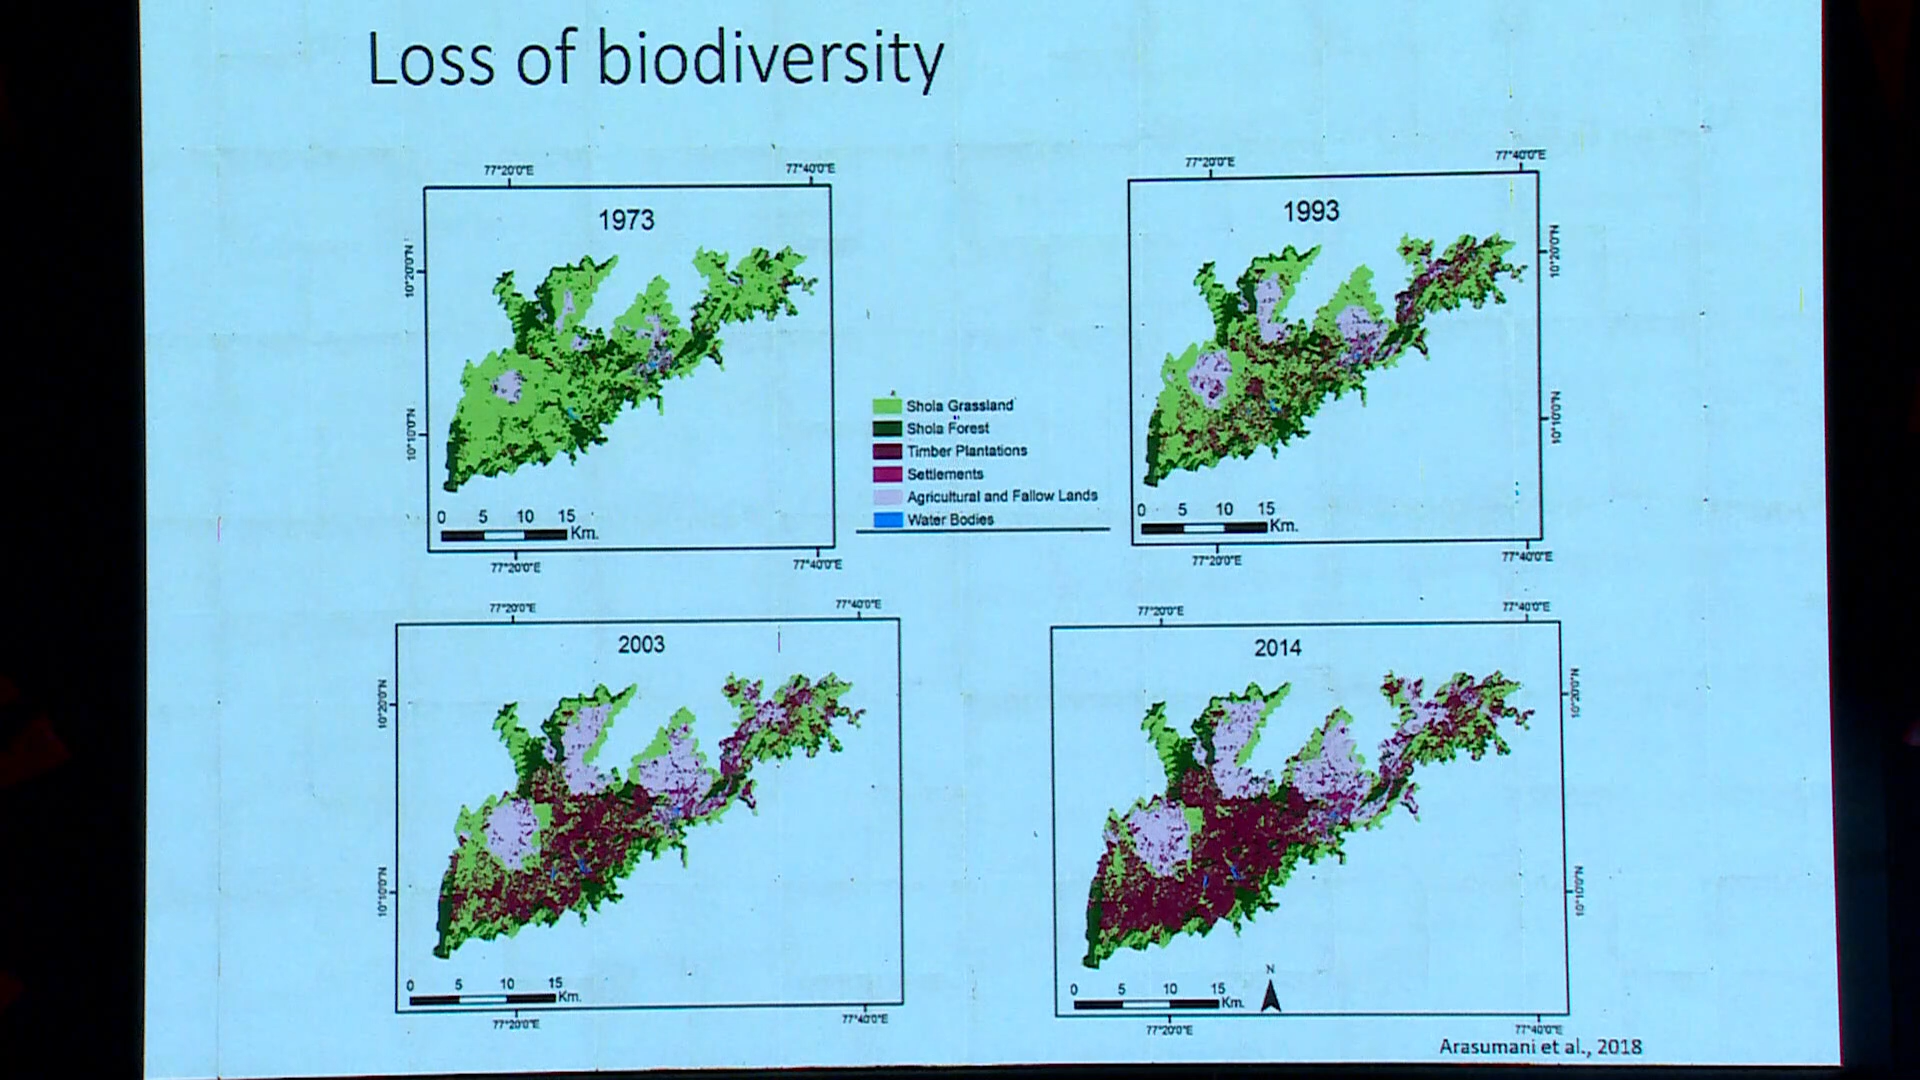 Loss of biodiversity
77°20'0"E
77°40'0"E
1973
10°20'0"N
10°10'0"N
0 5 10 15
Km.
77°20'0"E
77°40'0"E
Shola Grassland
Shola Forest
Timber Plantations
Settlements
Agricultural and Fallow Lands
Water Bodies
77°20'0"E
77°40'0"E
1993
10°20'0"N
10°10'0"N
0 5 10 15
Km.
77°20'0"E
77°40'0"E
77°20'0"E
77°40'0"E
2003
10°20'0"N
10°10'0"N
0 5 10 15
Km.
77°20'0"E
77°40'0"E
77°20'0"E
77°40'0"E
2014
10°20'0"N
10°10'0"N
N
0 5 10 15
Km.
77°20'0"E
77°40'0"E
Arasumani et al., 2018